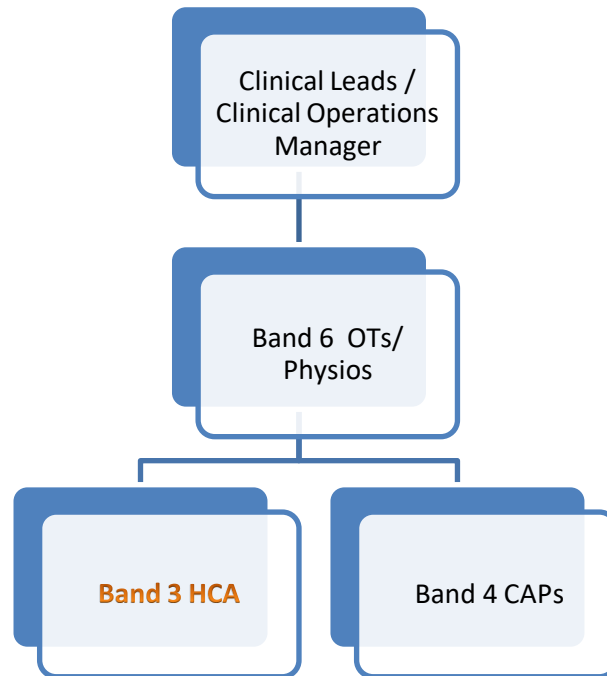 Clinical Leads /
Clinical Operations
Manager
Band 6  OTs/
Physios
Band 3 HCA
Band 4 CAPs